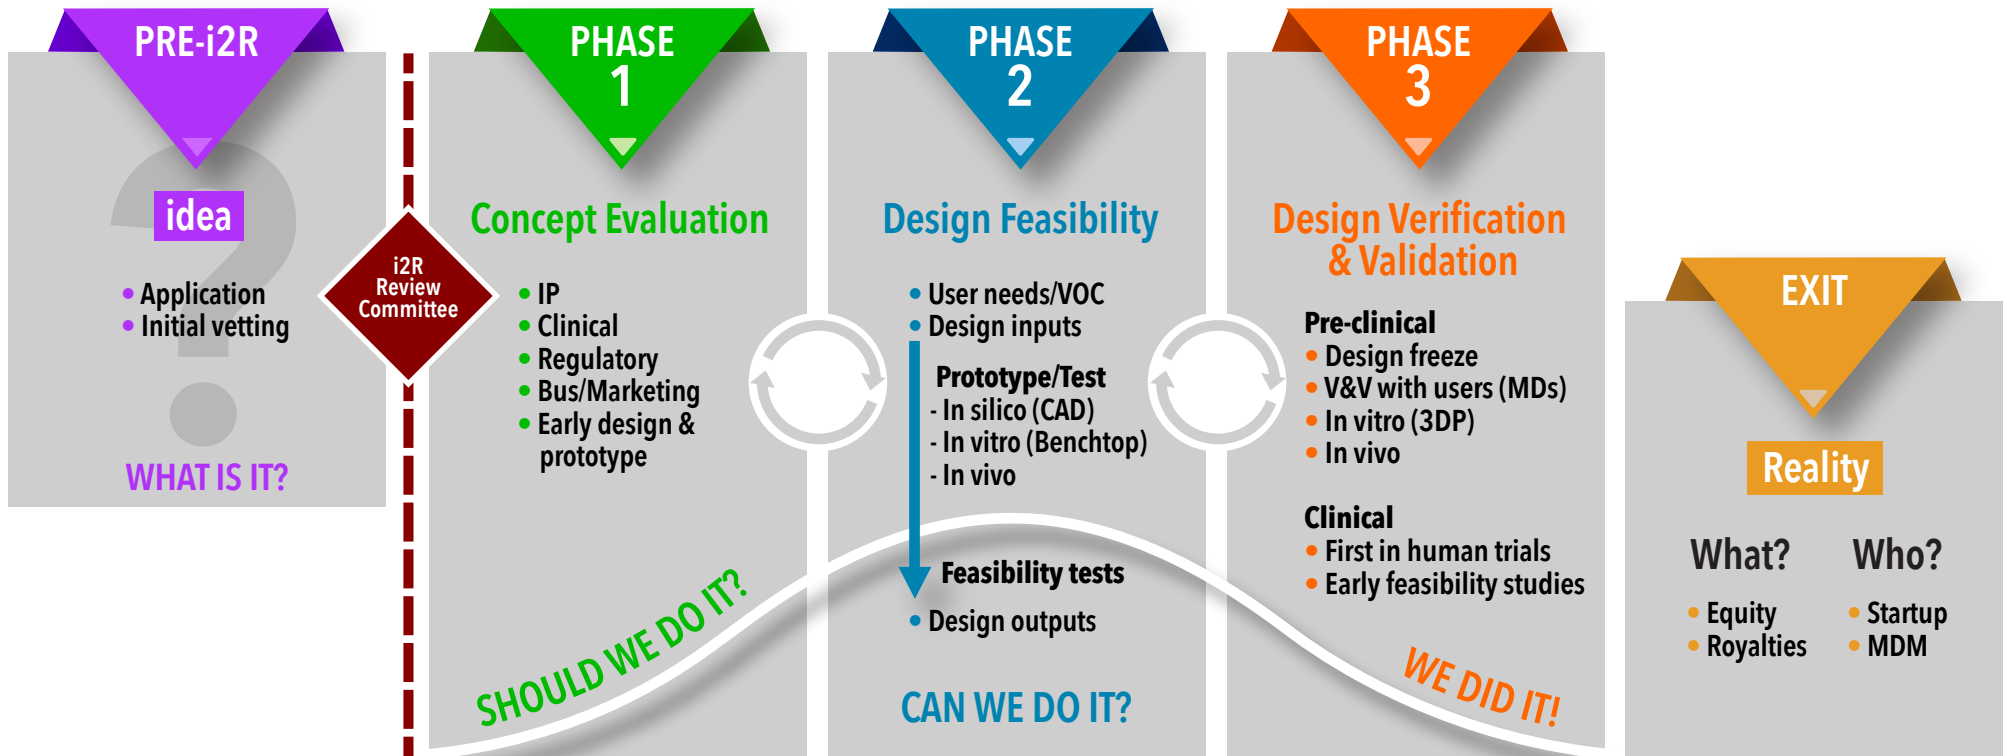 PRE-i2R
idea
• Application
• Initial vetting
WHAT IS IT?
i2R
Review
Committee
PHASE
1
Concept Evaluation
• IP
• Clinical
• Regulatory
• Bus/Marketing
• Early design &
prototype
SHOULD WE DO IT?
PHASE
2
Design Feasibility
• User needs/VOC
• Design inputs
Prototype/Test
- In silico (CAD)
- In vitro (Benchtop)
- In vivo
Feasibility tests
• Design outputs
CAN WE DO IT?
PHASE
3
Design Verification
& Validation
Pre-clinical
• Design freeze
• V&V with users (MDs)
• In vitro (3DP)
• In vivo
Clinical
• First in human trials
• Early feasibility studies
WE DID IT!
EXIT
Reality
What?
• Equity
• Royalties
Who?
• Startup
• MDM